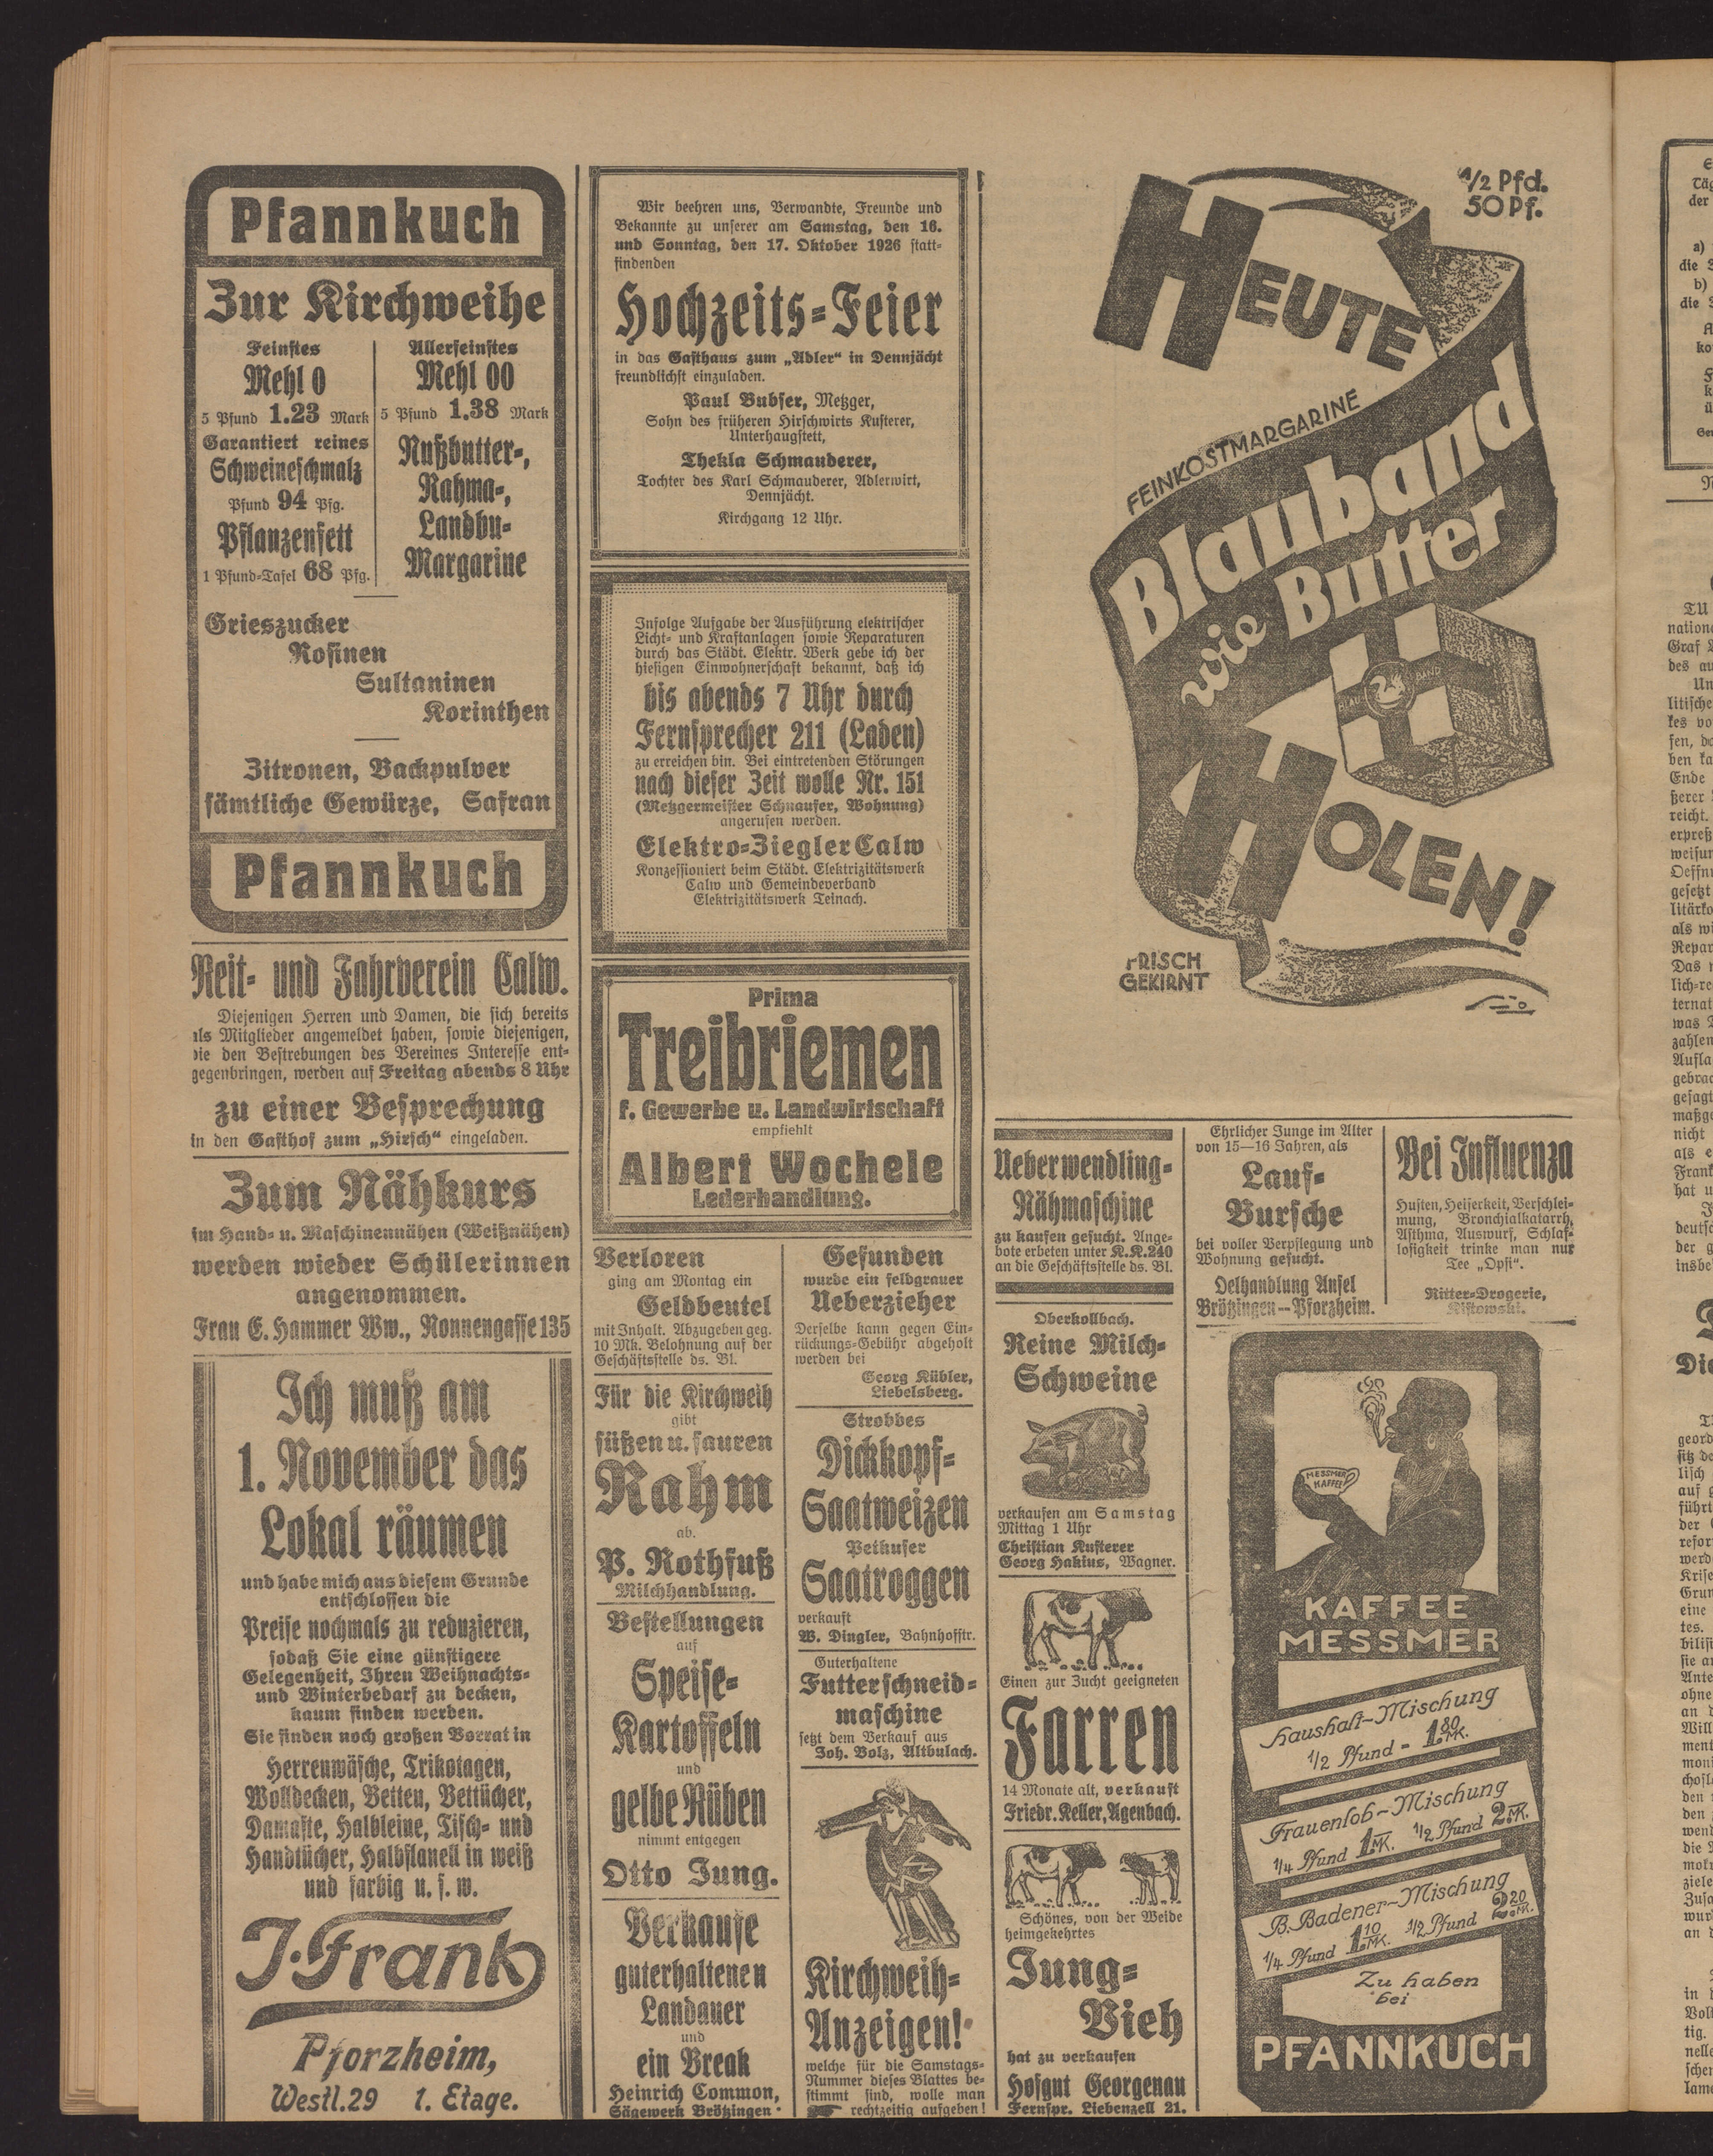 Pfannkuch
Zur Kirchweihe
Feinstes
Mehl 0
5 Pfund 1.23 Mark
Garantiert reines
Schweineschmalz
Pfund 94 Pfg.
Pflanzenfett
1 Pfund-Tafel 68 Pfg.
Allerfeinstes
Mehl 00
5 Pfund 1.38 Mark
Nußbutter-,
Rahma-,
Landbu-
Margarine
Grieszucker
Rosinen
Sultaninen
Korinthen
Zitronen, Backpulver
sämtliche Gewürze, Safran
Pfannkuch
Reit- und Fahrverein Calw.
Diejenigen Herren und Damen, die sich bereits
als Mitglieder angemeldet haben, sowie diejenigen,
die den Bestrebungen des Vereines Interesse ent-
gegenbringen, werden auf Freitag abends 8 Uhr
zu einer Besprechung
in den Gasthof zum „Hirsch“ eingeladen.
Zum Nähkurs
im Hand- u. Maschinennähen (Weißnähen)
werden wieder Schülerinnen
angenommen.
Frau E. Hammer Ww., Nonnengasse 135
Ich muß am
1. November das
Lokal räumen
und habe mich aus diesem Grunde
entschlossen die
Preise nochmals zu reduzieren,
sodaß Sie eine günstigere
Gelegenheit, Ihren Weihnachts-
und Winterbedarf zu decken,
kaum finden werden.
Sie finden noch großen Vorrat in
Herrenwäsche, Trikotagen,
Wolldecken, Betten, Bettücher,
Damaste, Halbleine, Tisch- und
Handtücher, Halbflanell in weiß
und farbig u. s. w.
J. Frank
Pforzheim,
Westl. 29 1. Etage.
Wir beehren uns, Verwandte, Freunde und
Bekannte zu unserer am Samstag, den 16.
und Sonntag, den 17. Oktober 1926 statt-
findenden
Hochzeits-Feier
in das Gasthaus zum „Adler“ in Dennjächt
freundlichst einzuladen.
Paul Bubser, Metzger,
Sohn des früheren Hirschwirts Kusterer,
Unterhaugstett,
Thekla Schmauderer,
Tochter des Karl Schmauderer, Adlerwirt,
Dennjächt.
Kirchgang 12 Uhr.
Infolge Aufgabe der Ausführung elektrischer
Licht- und Kraftanlagen sowie Reparaturen
durch das Städt. Elektr. Werk gebe ich der
hiesigen Einwohnerschaft bekannt, daß ich
bis abends 7 Uhr durch
Fernsprecher 211 (Laden)
zu erreichen bin. Bei eintretenden Störungen
nach dieser Zeit wolle Nr. 151
(Metzgermeister Schnaufer, Wohnung)
angerufen werden.
Elektro-Ziegler Calw
Konzessioniert beim Städt. Elektrizitätswerk
Calw und Gemeindeverband
Elektrizitätswerk Teinach.
Prima
Treibriemen
f. Gewerbe u. Landwirtschaft
empfiehlt
Albert Wochele
Lederhandlung.
Verloren
ging am Montag ein
Geldbeutel
mit Inhalt. Abzugeben geg.
10 Mk. Belohnung auf der
Geschäftsstelle ds. Bl.
Für die Kirchweih
gibt
süßen u. sauren
Rahm
ab.
P. Rothfuß
Milchhandlung.
Bestellungen
auf
Speise-
Kartoffeln
und
gelbe Rüben
nimmt entgegen
Otto Jung.
Verkaufe
guterhaltenen
Landauer
und
ein Break
Heinrich Common,
Sägewerk Brötzingen.
Gefunden
wurde ein feldgrauer
Ueberzieher
Derselbe kann gegen Ein-
rückungs-Gebühr abgeholt
werden bei
Georg Kübler,
Liebelsberg.
Strobbes
Dickkopf-
Saatweizen
Petkuser
Saatroggen
verkauft
W. Dingler, Bahnhofstr.
Guterhaltene
Futterschneid-
maschine
setzt dem Verkauf aus
Joh. Bolz, Altbulach.
Kirchweih-
Anzeigen!
welche für die Samstags-
Nummer dieses Blattes be-
stimmt sind, wolle man
rechtzeitig aufgeben!
1/2 Pfd.
50 Pf.
HEUTE
FEINKOSTMARGARINE
Blauband
wie Butter
BLAU BAND
HOLEN!
FRISCH
GEKIRNT
Ueberwendling-
Nähmaschine
zu kaufen gesucht. Ange-
bote erbeten unter K.K.240
an die Geschäftsstelle ds. Bl.
Oberkollbach.
Reine Milch-
Schweine
verkaufen am Samstag
Mittag 1 Uhr
Christian Kusterer
Georg Hakius, Wagner.
Einen zur Zucht geeigneten
Farren
14 Monate alt, verkauft
Friedr. Keller, Agenbach.
Schönes, von der Weide
heimgekehrtes
Jung-
Vieh
hat zu verkaufen
Hofgut Georgenau
Fernspr. Liebenzell 21.
Ehrlicher Junge im Alter
von 15—16 Jahren, als
Lauf-
Bursche
bei voller Verpflegung und
Wohnung gesucht.
Oelhandlung Ansel
Brötzingen—Pforzheim.
Bei Influenza
Husten, Heiserkeit, Verschlei-
mung, Bronchialkatarrh,
Asthma, Auswurf, Schlaf-
losigkeit trinke man nur
Tee „Opsi“.
Ritter-Drogerie,
Kistowski.
MESSMER
KAFFEE
KAFFEE
MESSMER
Haushalt-Mischung
1/2 Pfund = 1.80 MK.
Frauenlob-Mischung
1/4 Pfund 1. MK. 1/2 Pfund 2. MK.
B. Badener-Mischung
1/4 Pfund 1.10 MK. 1/2 Pfund 2.20 MK.
Zu haben
bei
PFANNKUCH